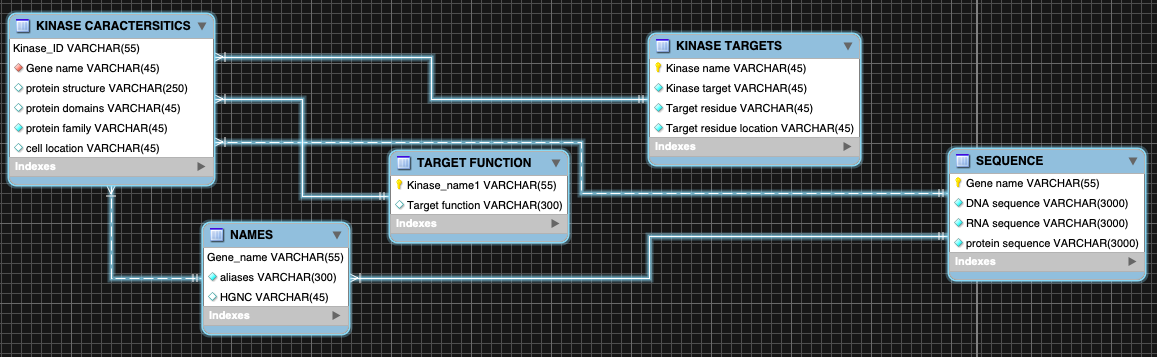 KINASE CARACTERSITICS
Kinase_ID VARCHAR(55)
Gene name VARCHAR(45)
protein structure VARCHAR(250)
protein domains VARCHAR(45)
protein family VARCHAR(45)
cell location VARCHAR(45)
Indexes
KINASE TARGETS
Kinase name VARCHAR(45)
Kinase target VARCHAR(45)
Target residue VARCHAR(45)
Target residue location VARCHAR(45)
Indexes
TARGET FUNCTION
Kinase_name1 VARCHAR(55)
Target function VARCHAR(300)
Indexes
SEQUENCE
Gene name VARCHAR(55)
DNA sequence VARCHAR(3000)
RNA sequence VARCHAR(3000)
protein sequence VARCHAR(3000)
Indexes
NAMES
Gene_name VARCHAR(55)
aliases VARCHAR(300)
HGNC VARCHAR(45)
Indexes